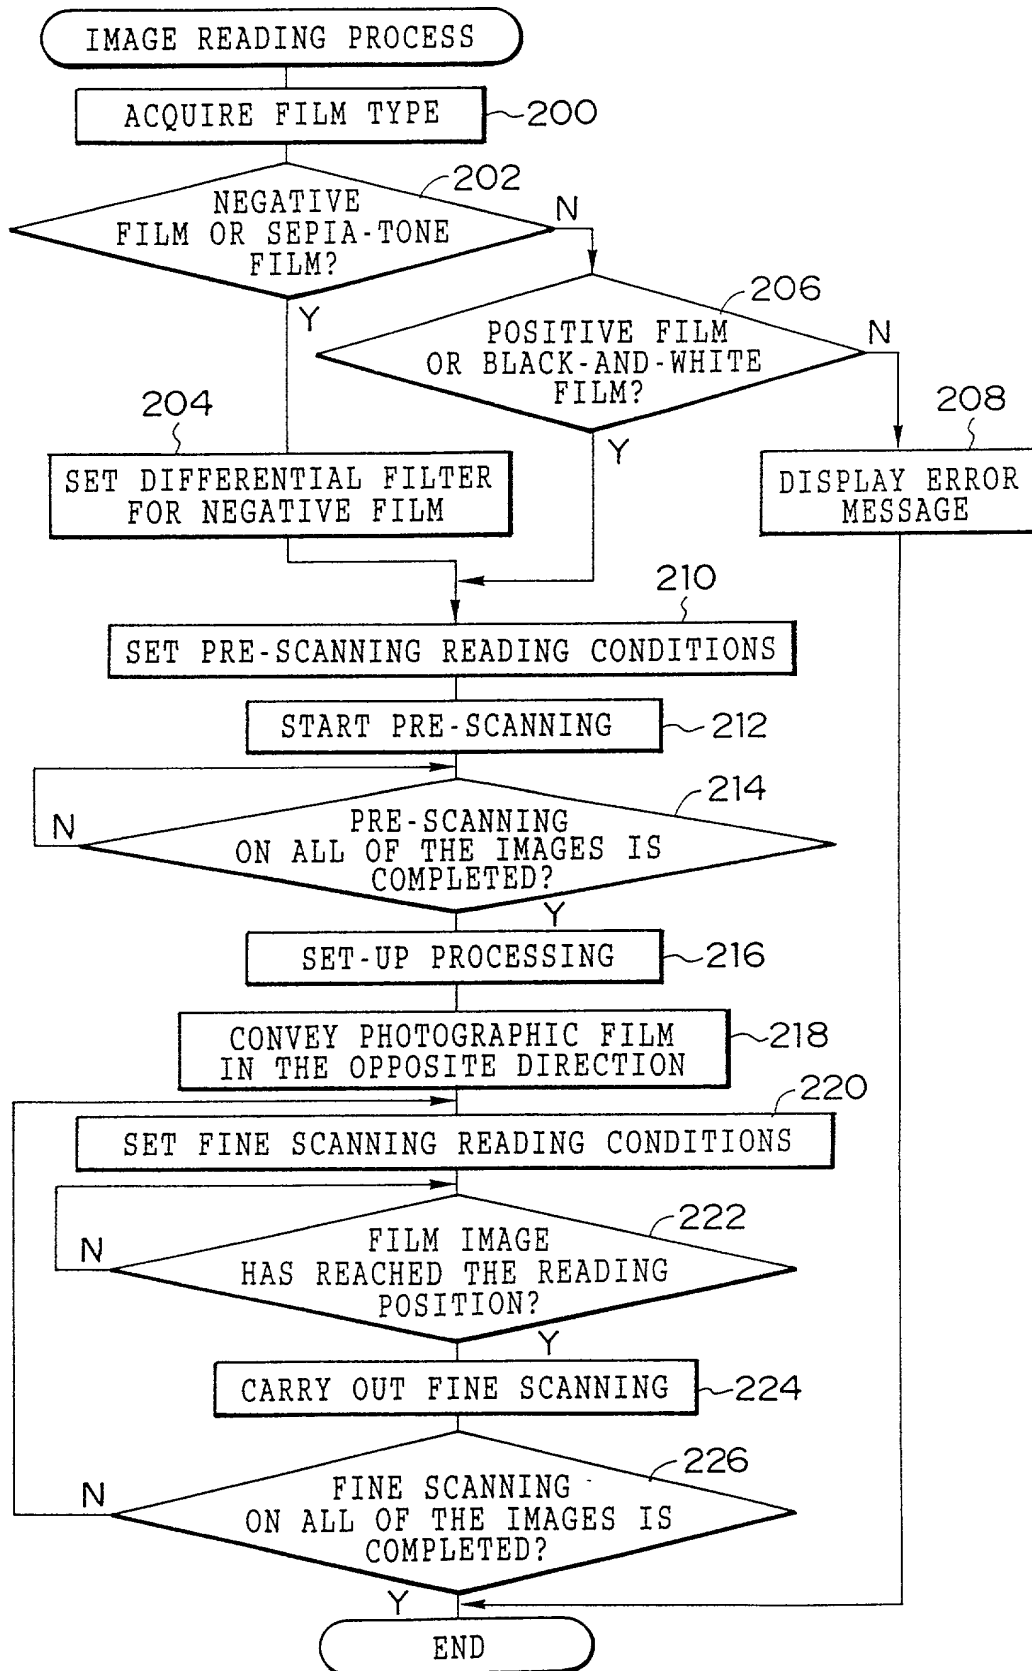 IMAGE READING PROCESS
ACQUIRE FILM TYPE
200
202
NEGATIVE
FILM OR SEPIA-TONE
FILM?
N
Y
206
POSITIVE FILM
OR BLACK-AND-WHITE
FILM?
N
Y
204
SET DIFFERENTIAL FILTER
FOR NEGATIVE FILM
208
DISPLAY ERROR
MESSAGE
210
SET PRE-SCANNING READING CONDITIONS
START PRE-SCANNING
212
214
PRE-SCANNING
ON ALL OF THE IMAGES IS
COMPLETED?
N
Y
SET-UP PROCESSING
216
CONVEY PHOTOGRAPHIC FILM
IN THE OPPOSITE DIRECTION
218
220
SET FINE SCANNING READING CONDITIONS
222
FILM IMAGE
HAS REACHED THE READING
POSITION?
N
Y
CARRY OUT FINE SCANNING
224
226
FINE SCANNING
ON ALL OF THE IMAGES IS
COMPLETED?
N
Y
END